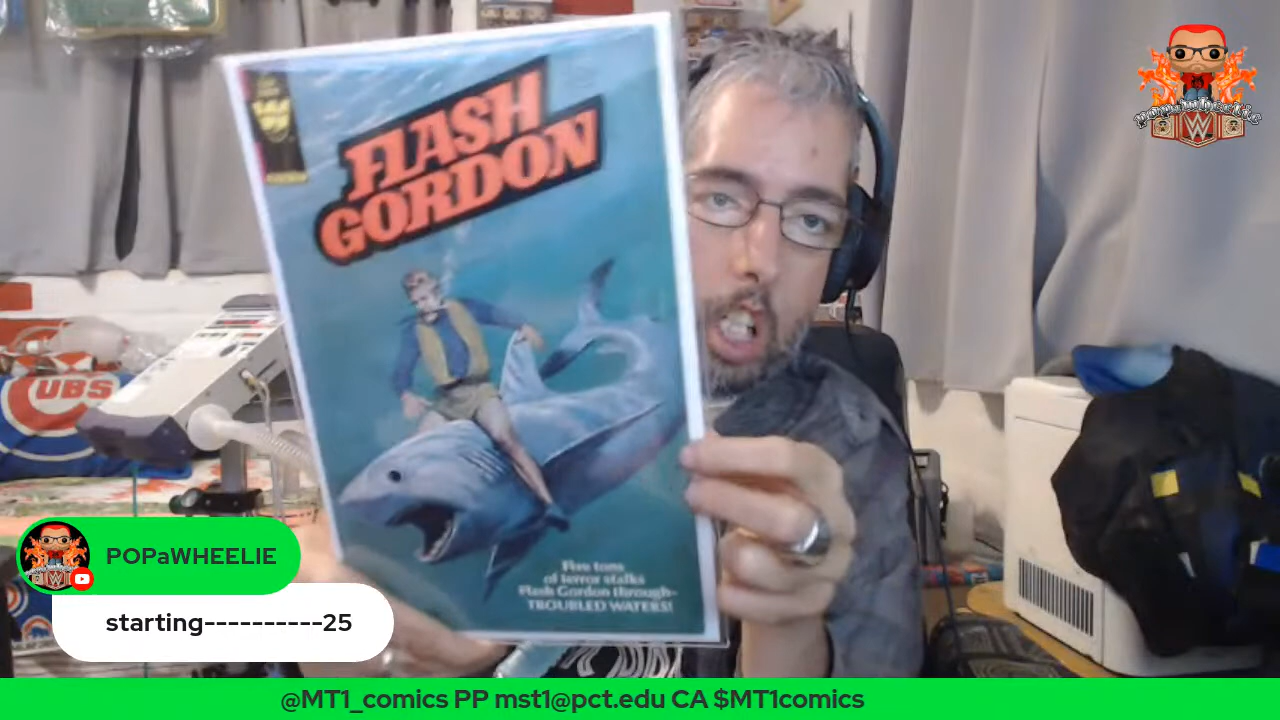 FLASH
GORDON
Five tons
of terror stalks
Flash Gordon through-
TROUBLED WATERS!
UBS
W
POPaWHEELIE
starting----------25
@MT1_comics PP mst1@pct.edu CA $MT1comics